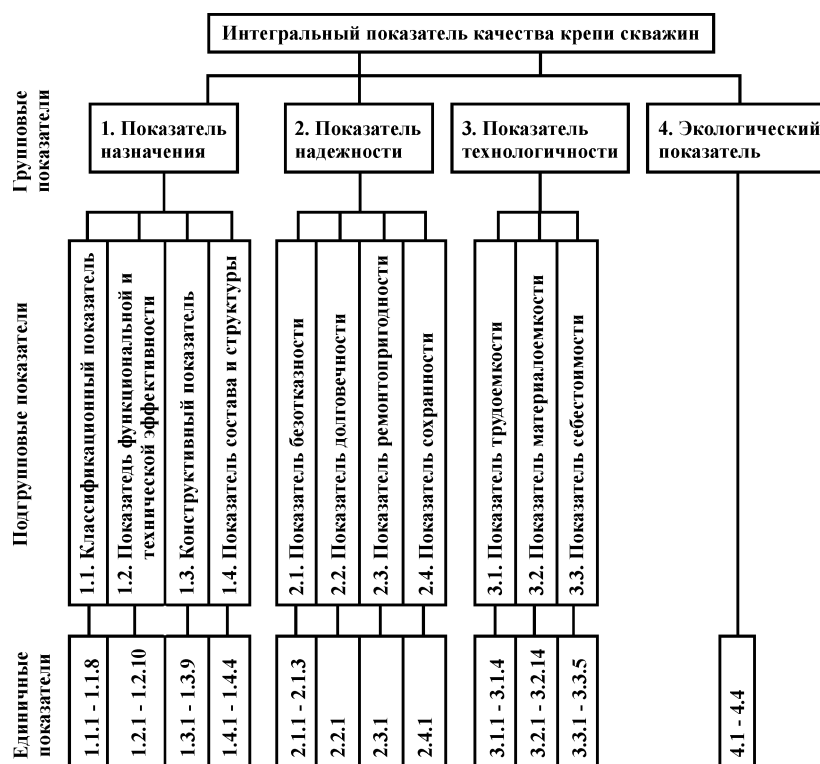 Интегральный показатель качества крепи скважин
Групповые
показатели
1. Показатель
назначения
2. Показатель
надежности
3. Показатель
технологичности
4. Экологический
показатель
Подгрупповые показатели
1.1. Классификационный показатель
1.2. Показатедь функциональной и
технической эффективности
1.3. Конструктивный показатель
1.4. Показатель состава и структуры
2.1. Показатель безотказности
2.2. Показатель долговечности
2.3. Показатель ремонтопригодности
2.4. Показатель сохранности
3.1. Показатель трудоемкости
3.2. Показатель материалоемкости
3.3. Показатель себестоимости
Единичные
показатели
1.1.1 - 1.1.8
1.2.1 - 1.2.10
1.3.1 - 1.3.9
1.4.1 - 1.4.4
2.1.1 - 2.1.3
2.2.1
2.3.1
2.4.1
3.1.1 - 3.1.4
3.2.1 - 3.2.14
3.3.1 - 3.3.5
4.1 - 4.4